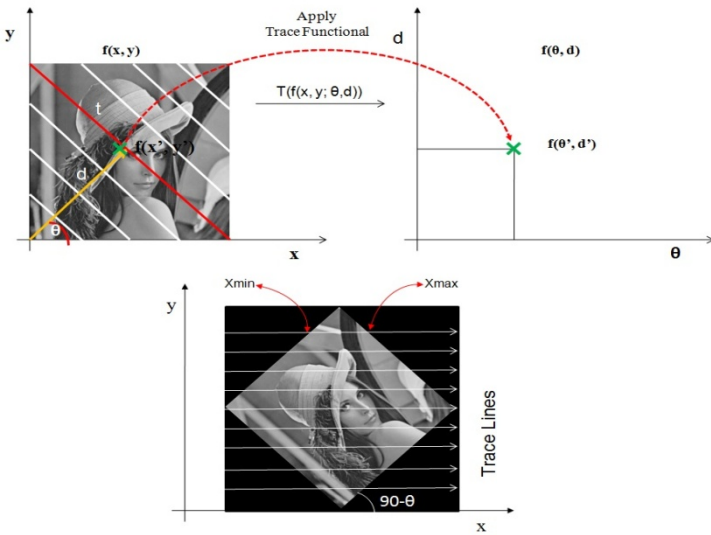 y
f(x, y)
Apply
Trace Functional
d
f(θ, d)
t
T(f(x, y; θ,d))
f(x’, y’)
f(θ’, d’)
d
θ
x
θ
Xmin
Xmax
y
Trace Lines
90-θ
x